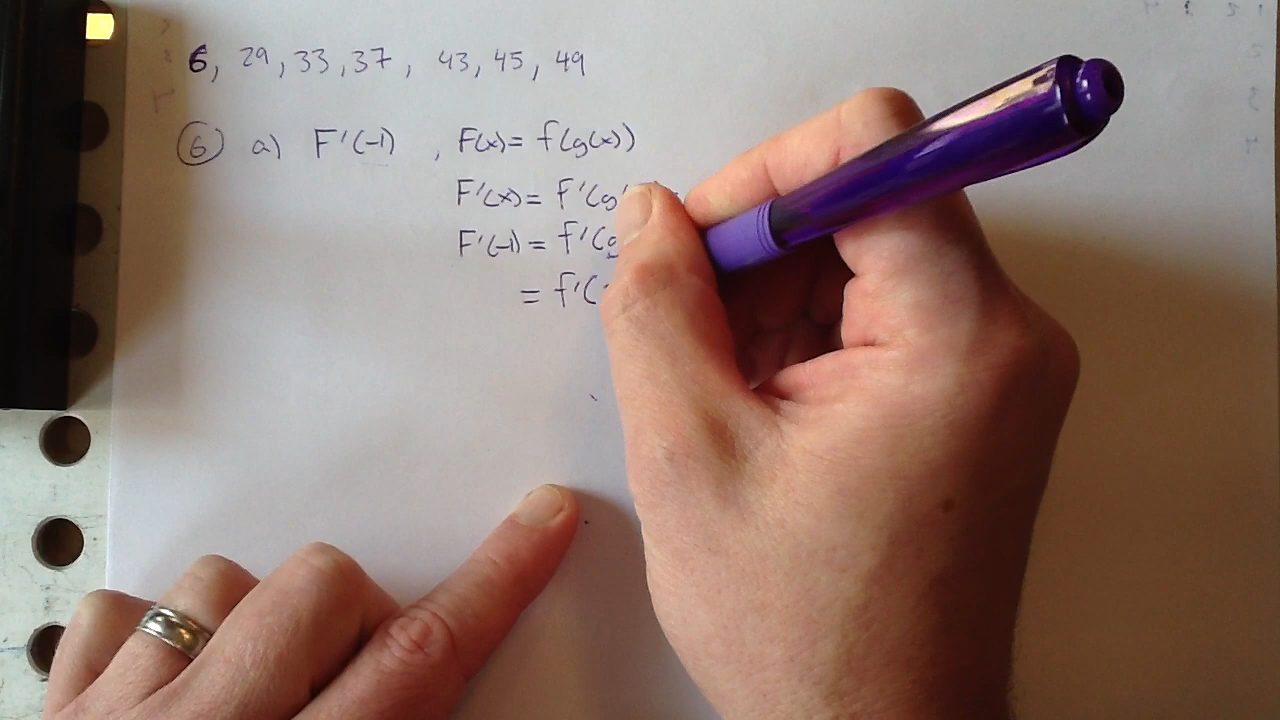 6, 29, 33, 37, 43, 45, 49
6 a) F'(-1) , F(x) = f(g(x))
F'(x) = f'(g
F'(-1) = f'(g
= f'(